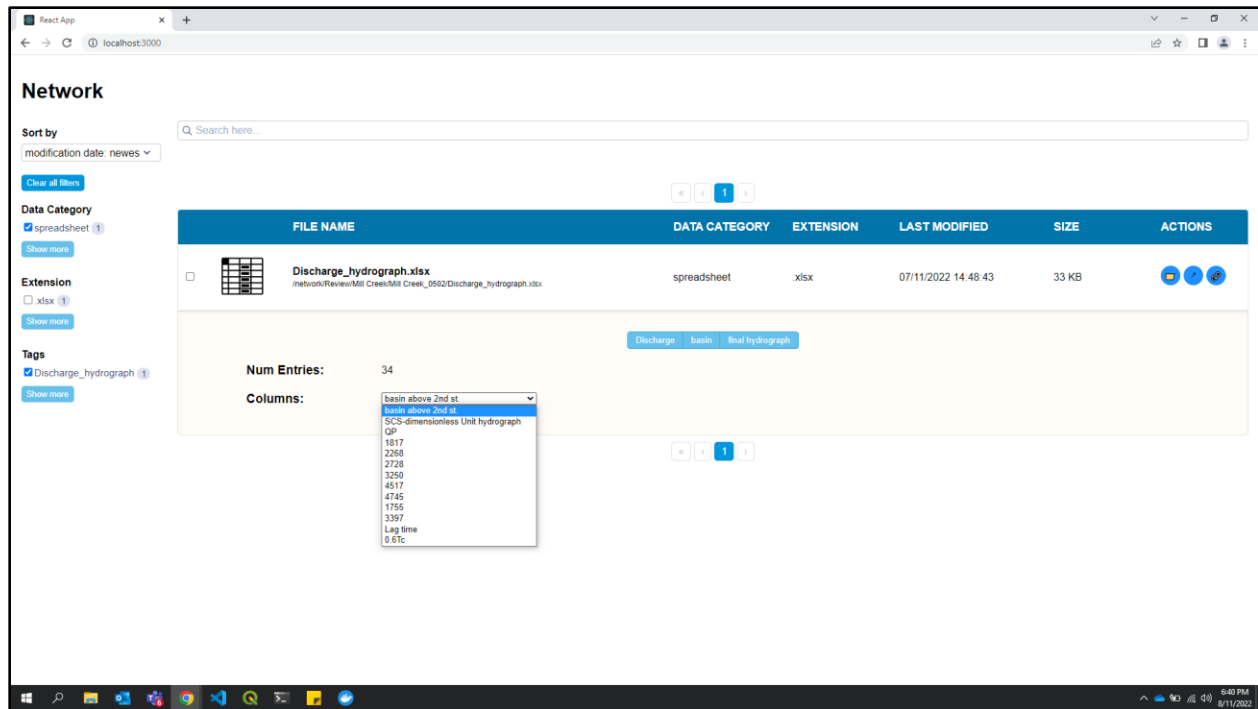 React App
localhost:3000
Network
Sort by
modification date: newes
Clear all filters
Data Category
spreadsheet 1
Show more
Extension
.xlsx 1
Show more
Tags
Discharge_hydrograph 1
Show more
Search here...
« ‹ 1 ›
FILE NAME DATA CATEGORY EXTENSION LAST MODIFIED SIZE ACTIONS
Discharge_hydrograph.xlsx spreadsheet .xlsx 07/11/2022 14:48:43 33 KB
/network/Review/Mill Creek/Mill Creek_0502/Discharge_hydrograph.xlsx
Discharge basin final hydrograph
Num Entries: 34
Columns: basin above 2nd st.
basin above 2nd st.
SCS-dimensionless Unit hydrograph
QP
1817
2268
2728
3250
4517
4745
1755
3397
Lag time
0.6Tc
« ‹ 1 ›
6:40 PM
8/11/2022